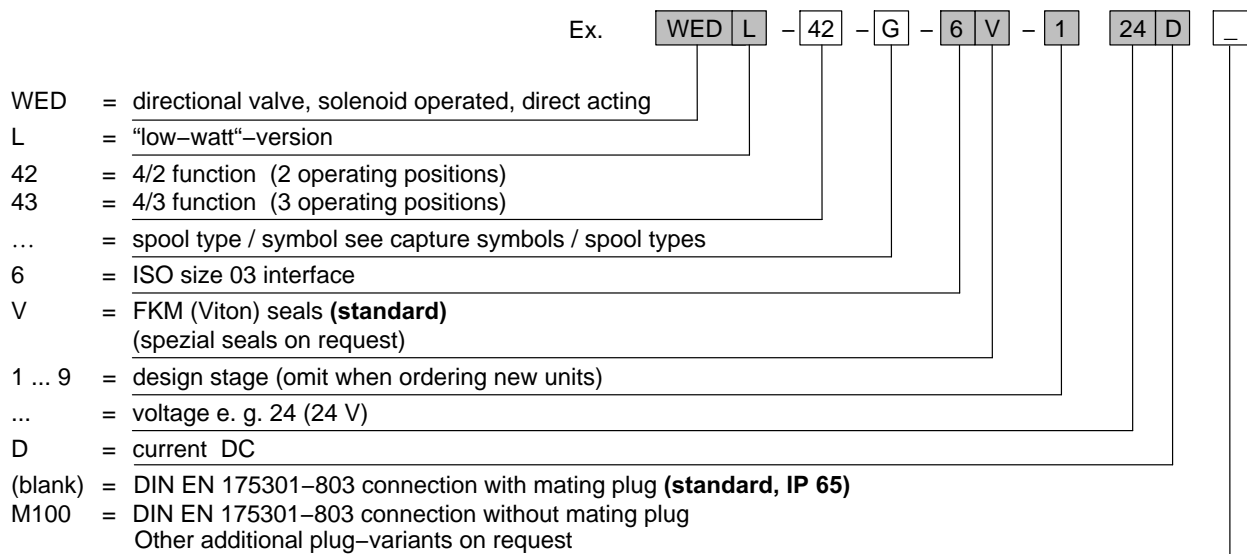 Ex. WED L – 42 – G – 6 V – 1 24 D _
WED = directional valve, solenoid operated, direct acting
L = “low–watt“–version
42 = 4/2 function (2 operating positions)
43 = 4/3 function (3 operating positions)
… = spool type / symbol see capture symbols / spool types
6 = ISO size 03 interface
V = FKM (Viton) seals (standard)
(spezial seals on request)
1 ... 9 = design stage (omit when ordering new units)
... = voltage e. g. 24 (24 V)
D = current DC
(blank) = DIN EN 175301–803 connection with mating plug (standard, IP 65)
M100 = DIN EN 175301–803 connection without mating plug
Other additional plug–variants on request